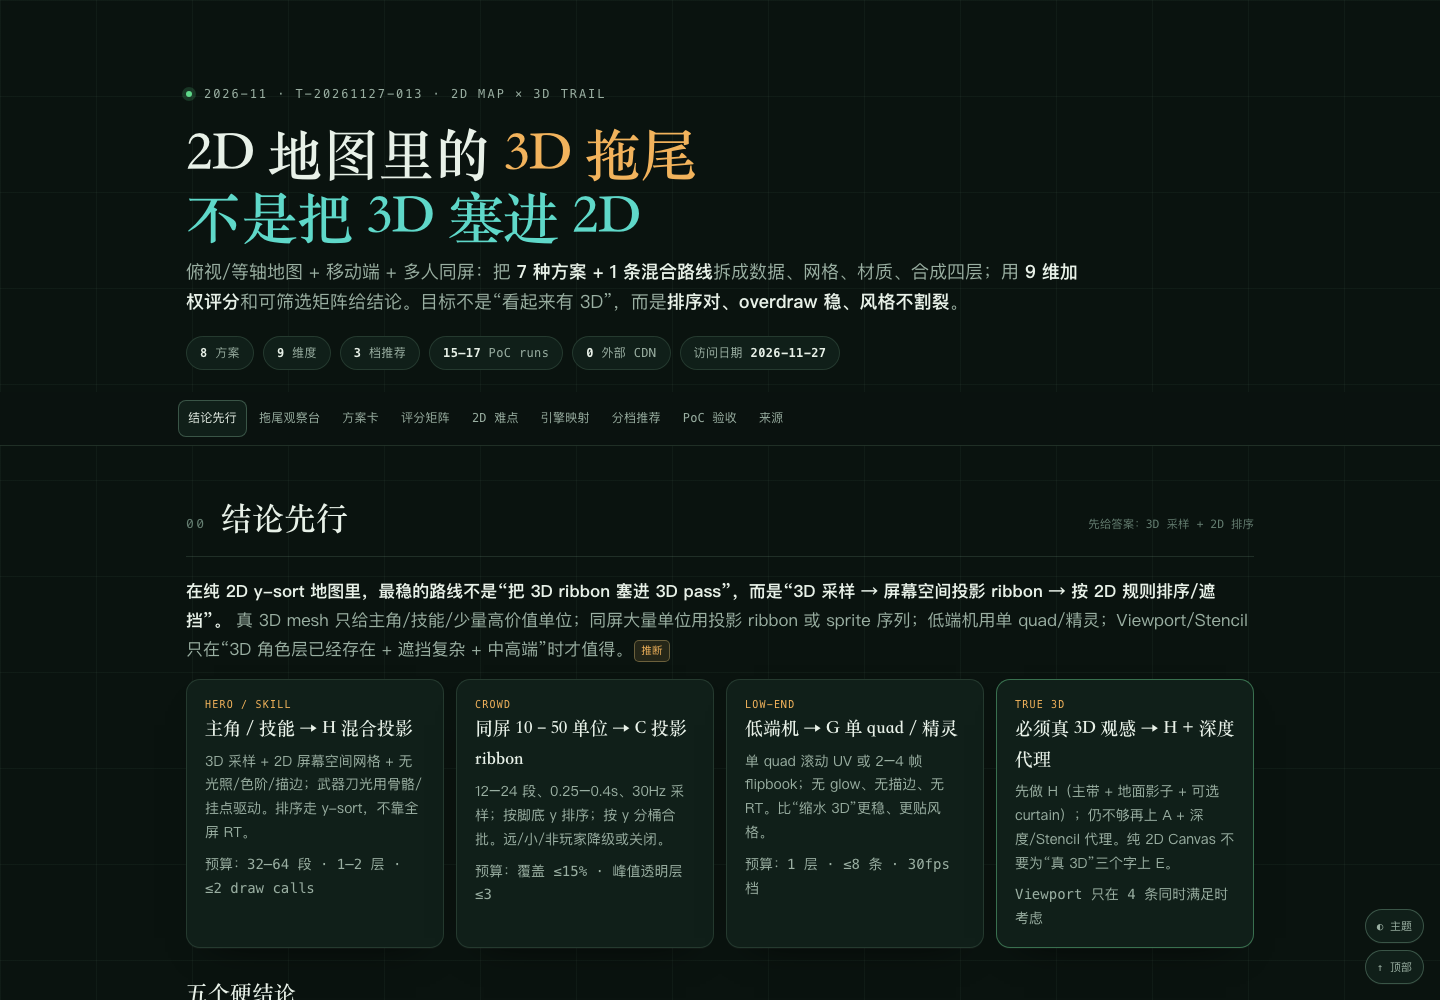 2026-11 · T-20261127-013 · 2D MAP × 3D TRAIL
2D 地图里的 3D 拖尾
不是把 3D 塞进 2D
俯视/等轴地图 + 移动端 + 多人同屏：把 7 种方案 + 1 条混合路线拆成数据、网格、材质、合成四层；用 9 维加
权评分和可筛选矩阵给结论。目标不是“看起来有 3D”，而是排序对、overdraw 稳、风格不割裂。
8 方案
9 维度
3 档推荐
15–17 PoC runs
0 外部 CDN
访问日期 2026-11-27
结论先行
拖尾观察台
方案卡
评分矩阵
2D 难点
引擎映射
分档推荐
PoC 验收
来源
00 结论先行
先给答案：3D 采样 + 2D 排序
在纯 2D y-sort 地图里，最稳的路线不是“把 3D ribbon 塞进 3D pass”，而是“3D 采样 → 屏幕空间投影 ribbon → 按 2D 规则排序/遮
挡”。 真 3D mesh 只给主角/技能/少量高价值单位；同屏大量单位用投影 ribbon 或 sprite 序列；低端机用单 quad/精灵；Viewport/Stencil
只在“3D 角色层已经存在 + 遮挡复杂 + 中高端”时才值得。 推断
HERO / SKILL
主角 / 技能 → H 混合投影
3D 采样 + 2D 屏幕空间网格 + 无
光照/色阶/描边；武器刀光用骨骼/
挂点驱动。排序走 y-sort，不靠全
屏 RT。
预算：32–64 段 · 1–2 层 ·
≤2 draw calls
CROWD
同屏 10–50 单位 → C 投影
ribbon
12–24 段、0.25–0.4s、30Hz 采
样；按脚底 y 排序；按 y 分桶合
批。远/小/非玩家降级或关闭。
预算：覆盖 ≤15% · 峰值透明层
≤3
LOW-END
低端机 → G 单 quad / 精灵
单 quad 滚动 UV 或 2–4 帧
flipbook；无 glow、无描边、无
RT。比“缩水 3D”更稳、更贴风
格。
预算：1 层 · ≤8 条 · 30fps
档
TRUE 3D
必须真 3D 观感 → H + 深度
代理
先做 H（主带 + 地面影子 + 可选
curtain）；仍不够再上 A + 深
度/Stencil 代理。纯 2D Canvas 不
要为“真 3D”三个字上 E。
Viewport 只在 4 条同时满足时
考虑
五个硬结论
◐ 主题
↑ 顶部